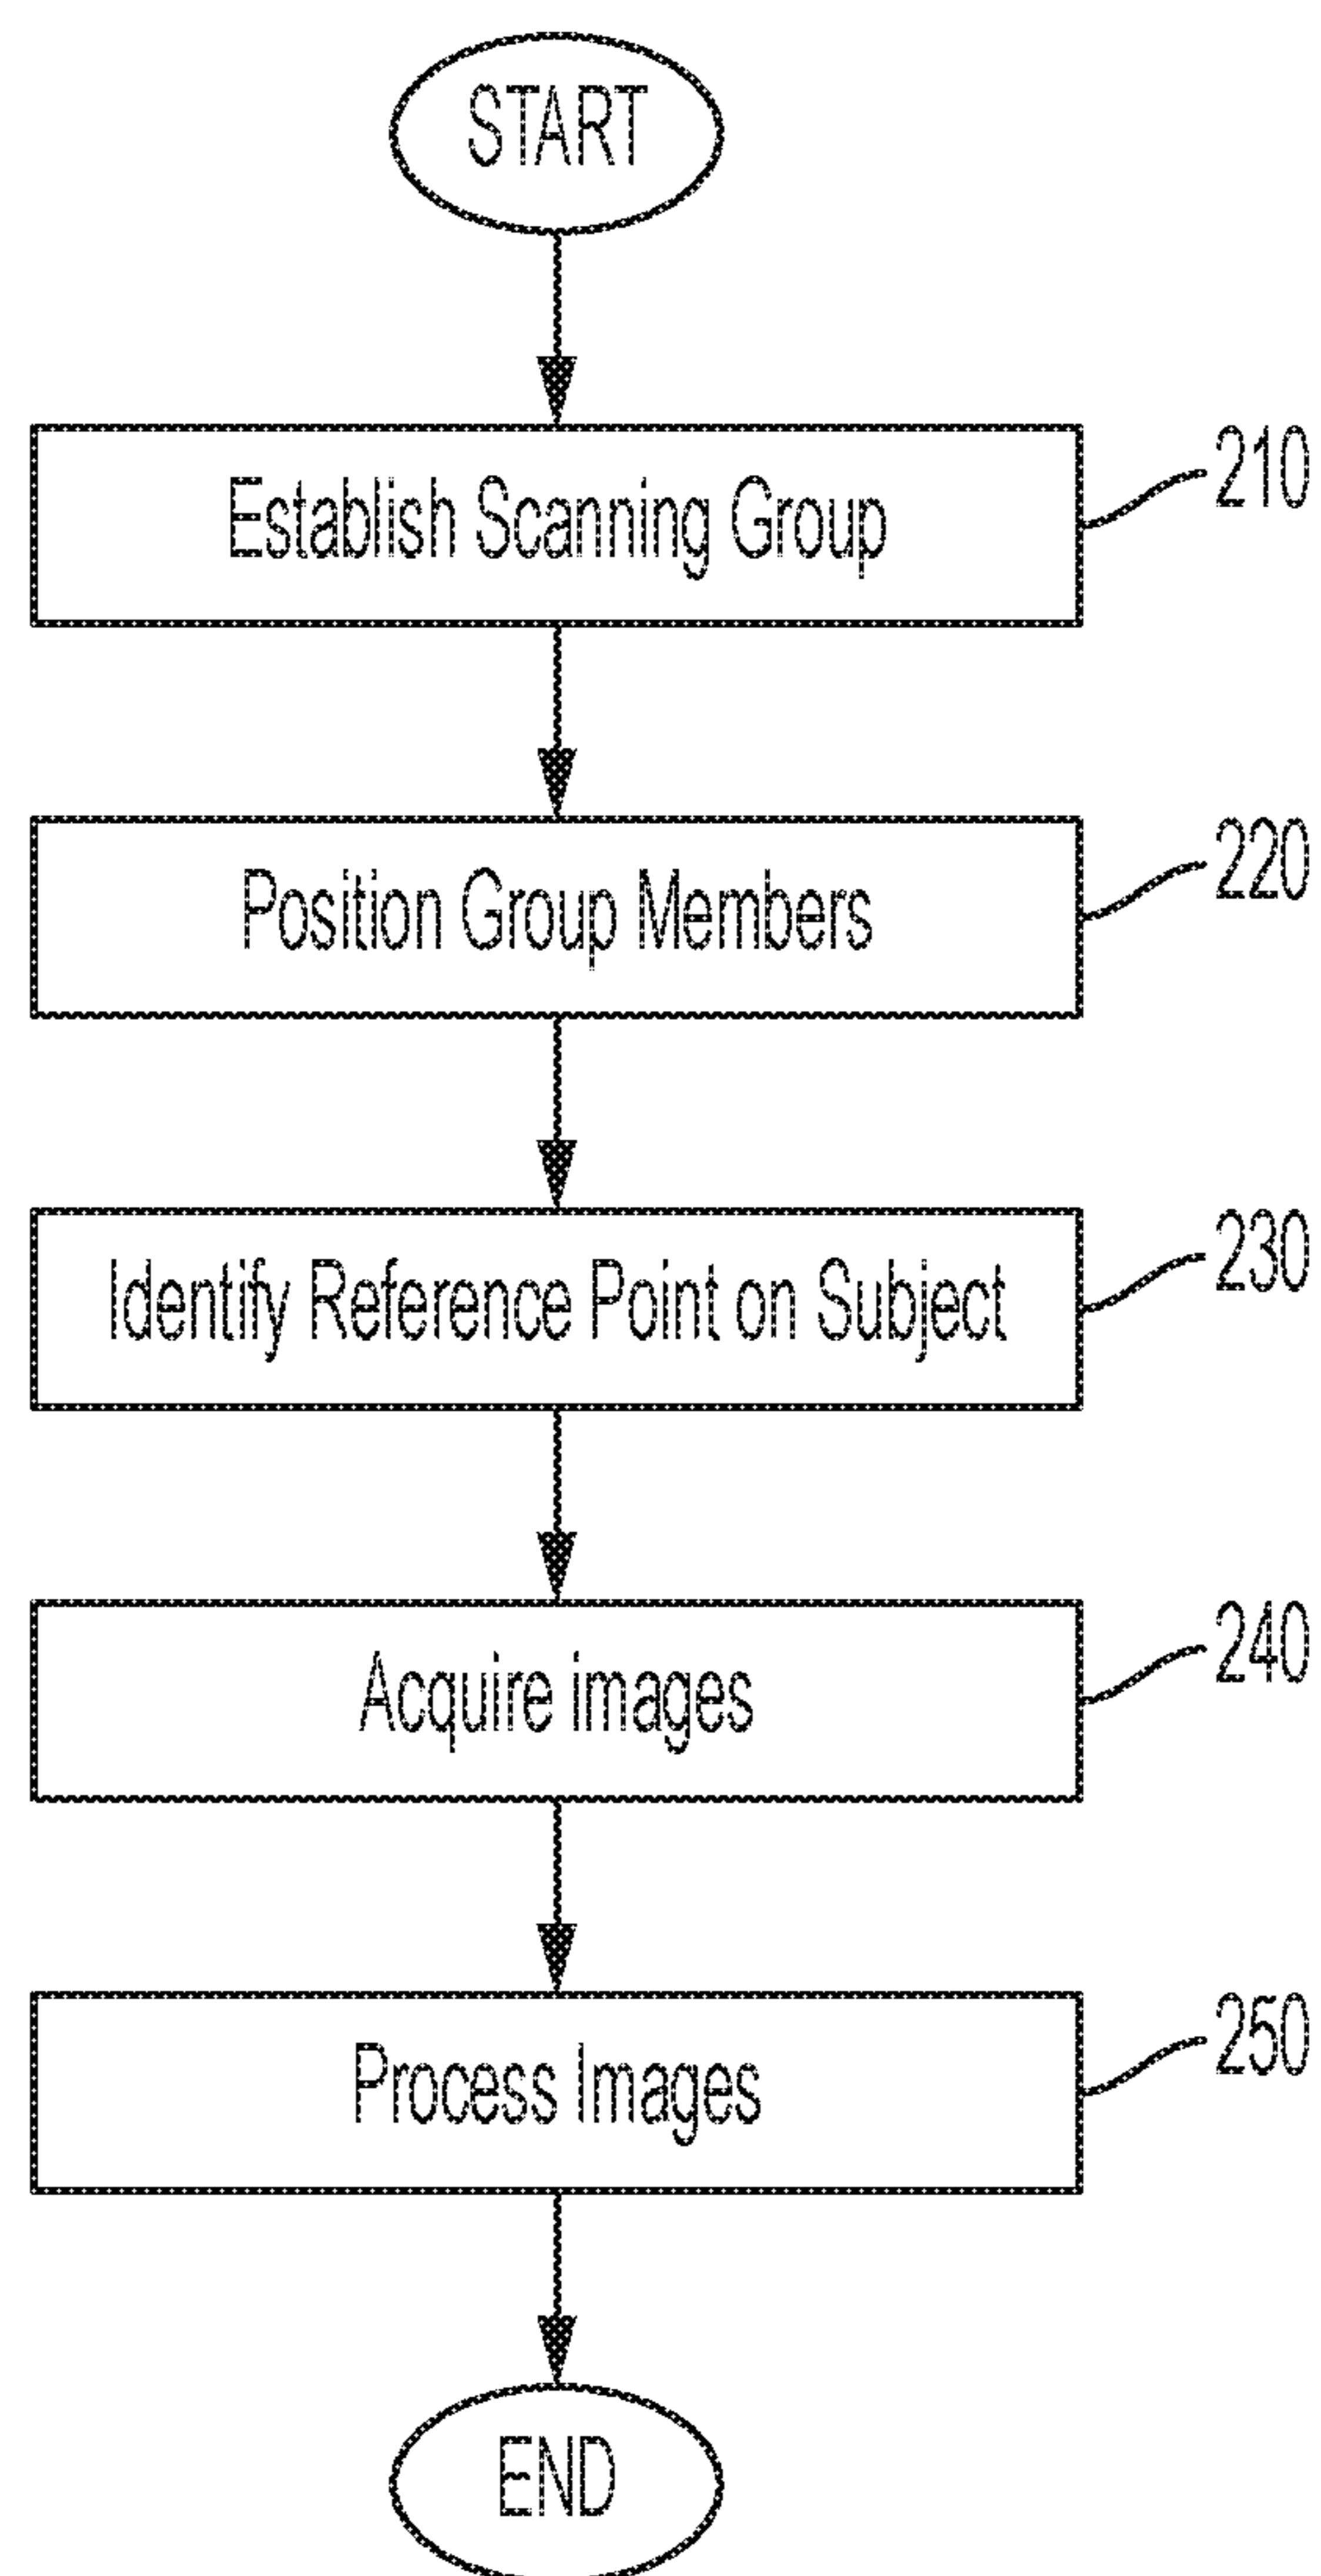 START
Establish Scanning Group
210
Position Group Members
220
Identify Reference Point on Subject
230
Acquire images
240
Process Images
250
END